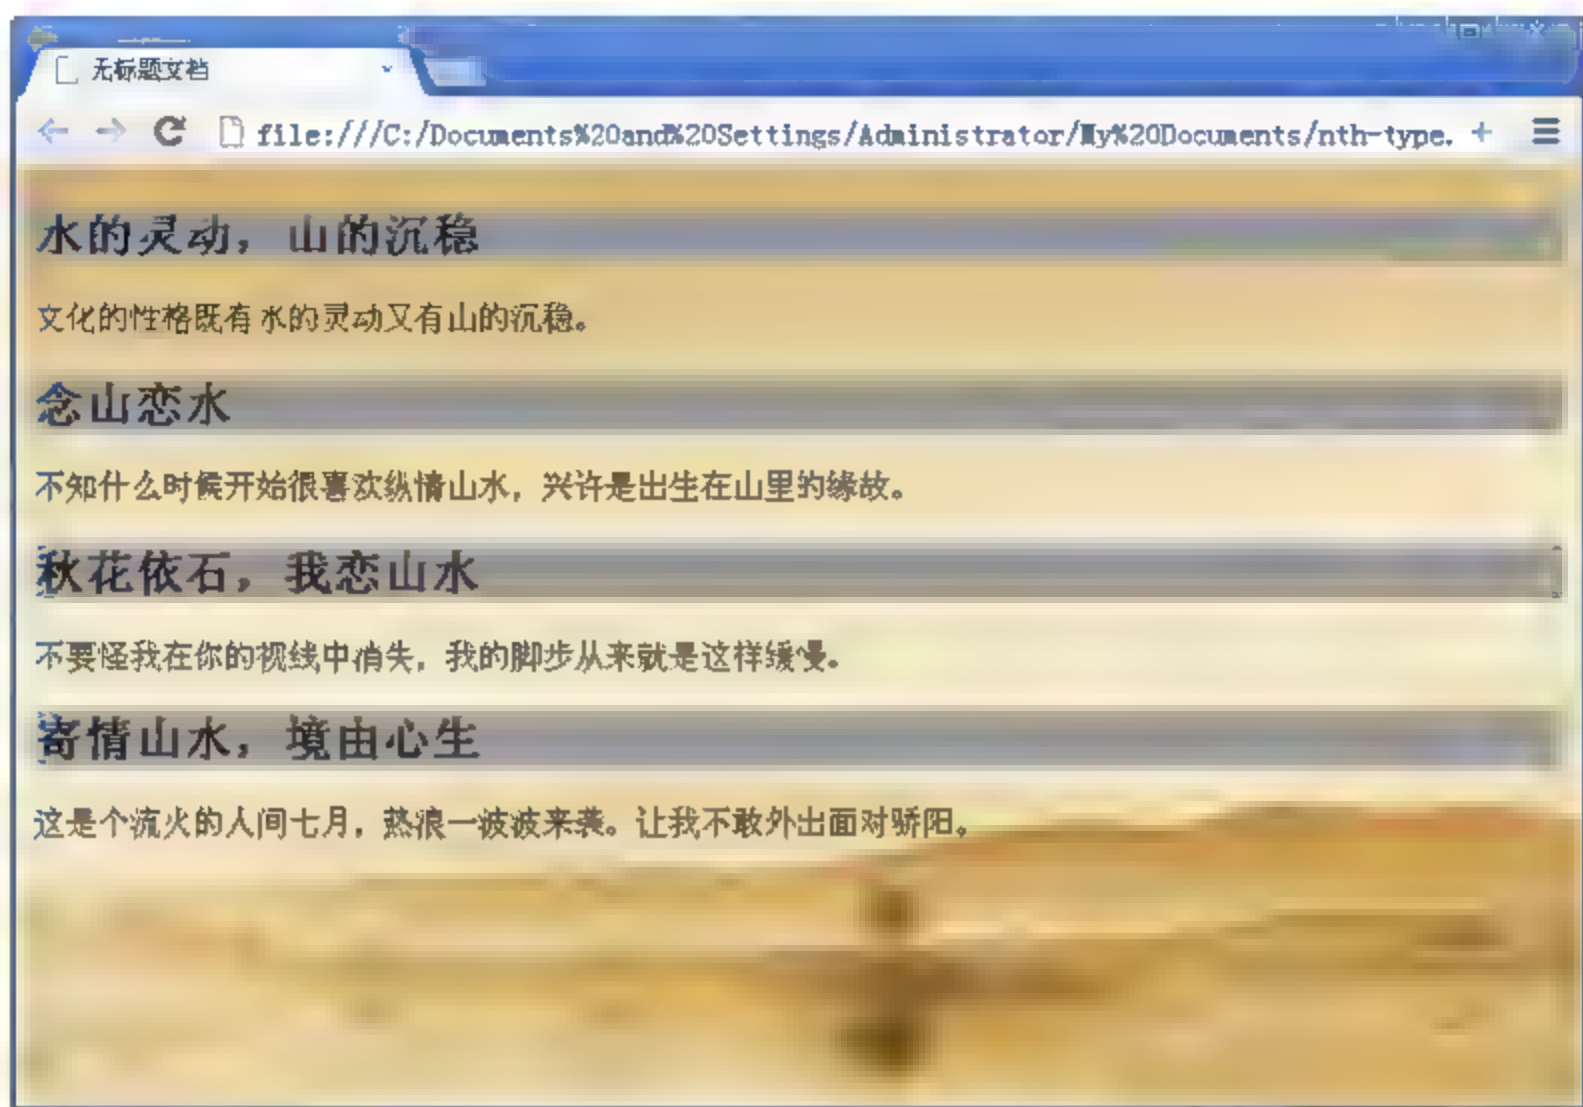 无标题文档
file:///C:/Documents%20and%20Settings/Administrator/My%20Documents/nth-type.
水的灵动，山的沉稳
文化的性格既有水的灵动又有山的沉稳。
念山恋水
不知什么时候开始很喜欢纵情山水，兴许是出生在山里的缘故。
秋花依石，我恋山水
不要怪我在你的视线中消失，我的脚步从来就是这样缓慢。
寄情山水，境由心生
这是个流火的人间七月，热浪一波波来袭。让我不敢外出面对骄阳。